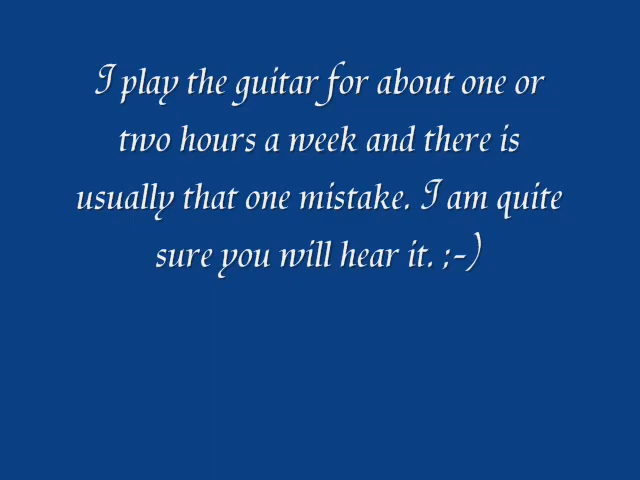 I play the guitar for about one or
two hours a week and there is
usually that one mistake. I am quite
sure you will hear it. ;-)